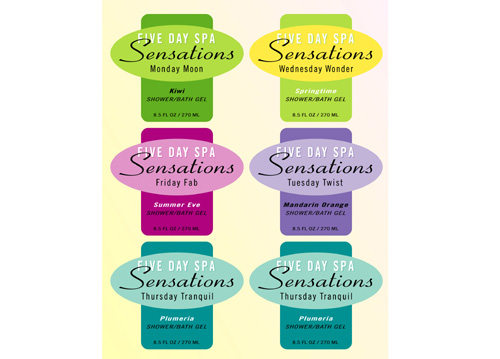 FIVE DAY SPA
Sensations
Monday Moon
Kiwi
SHOWER/BATH GEL
8.5 FL OZ / 270 ML
FIVE DAY SPA
Sensations
Wednesday Wonder
Springtime
SHOWER/BATH GEL
8.5 FL OZ / 270 ML
FIVE DAY SPA
Sensations
Friday Fab
Summer Eve
SHOWER/BATH GEL
8.5 FL OZ / 270 ML
FIVE DAY SPA
Sensations
Tuesday Twist
Mandarin Orange
SHOWER/BATH GEL
8.5 FL OZ / 270 ML
FIVE DAY SPA
Sensations
Thursday Tranquil
Plumeria
SHOWER/BATH GEL
8.5 FL OZ / 270 ML
FIVE DAY SPA
Sensations
Thursday Tranquil
Plumeria
SHOWER/BATH GEL
8.5 FL OZ / 270 ML